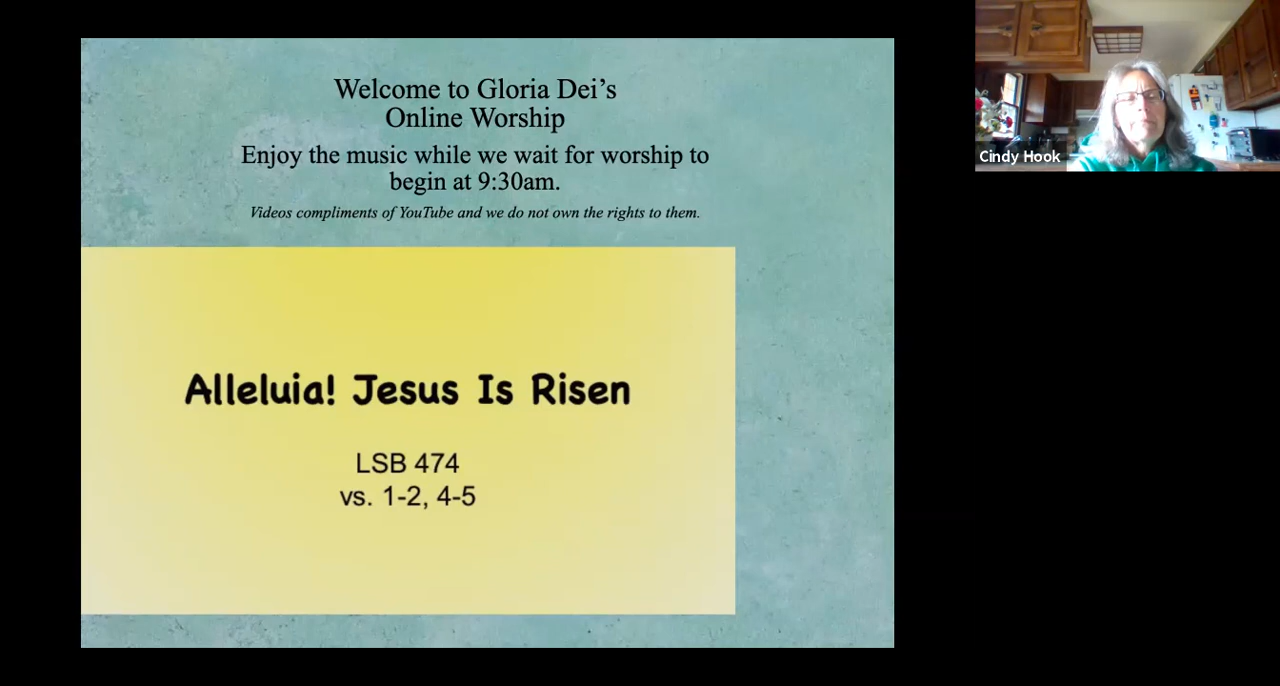 Welcome to Gloria Dei’s
Online Worship
Enjoy the music while we wait for worship to
begin at 9:30am.
Videos compliments of YouTube and we do not own the rights to them.
Alleluia! Jesus Is Risen
LSB 474
vs. 1-2, 4-5
Cindy Hook